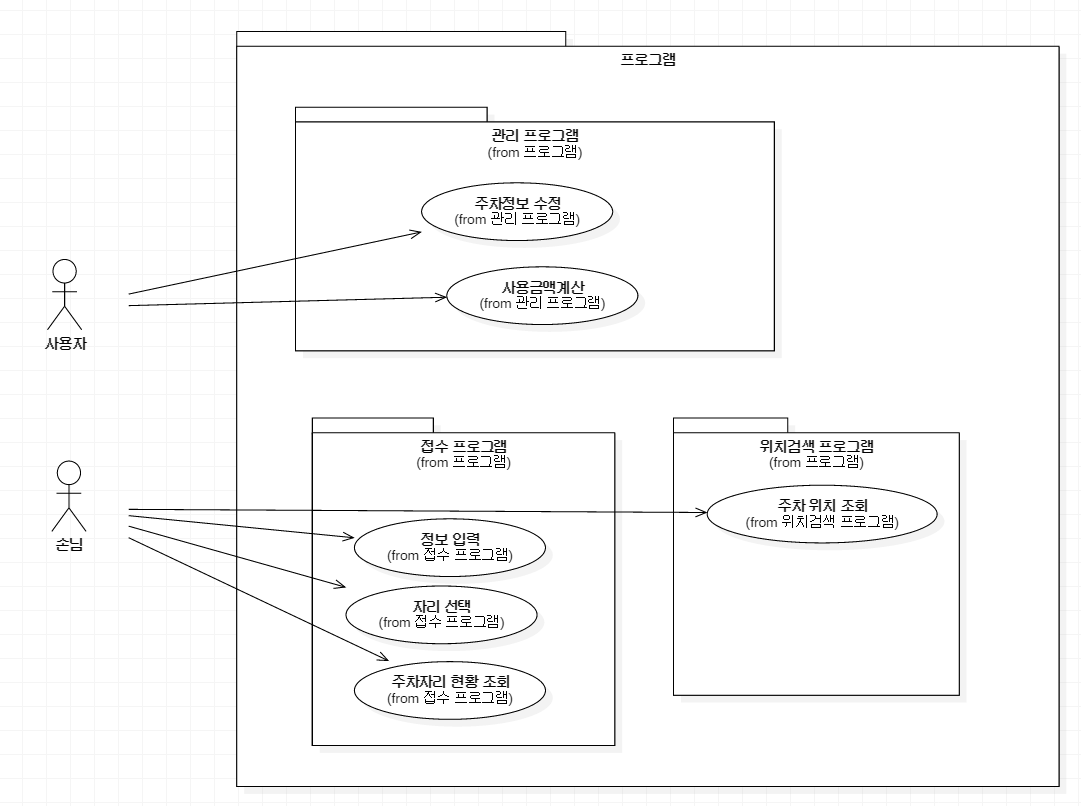 프로그램
관리 프로그램
(from 프로그램)
주차정보 수정
(from 관리 프로그램)
사용금액계산
(from 관리 프로그램)
사용자
접수 프로그램
(from 프로그램)
위치검색 프로그램
(from 프로그램)
주차 위치 조회
(from 위치검색 프로그램)
손님
정보 입력
(from 접수 프로그램)
자리 선택
(from 접수 프로그램)
주차자리 현황 조회
(from 접수 프로그램)